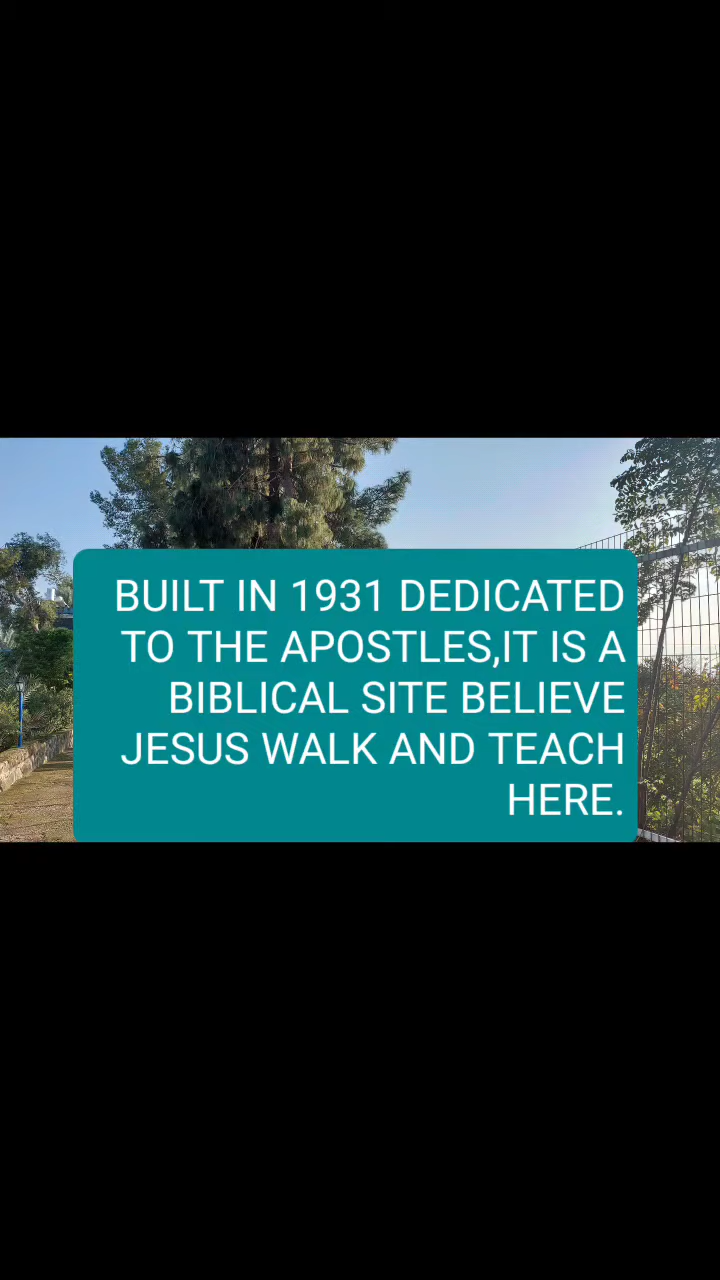 BUILT IN 1931 DEDICATED
TO THE APOSTLES,IT IS A
BIBLICAL SITE BELIEVE
JESUS WALK AND TEACH
HERE.